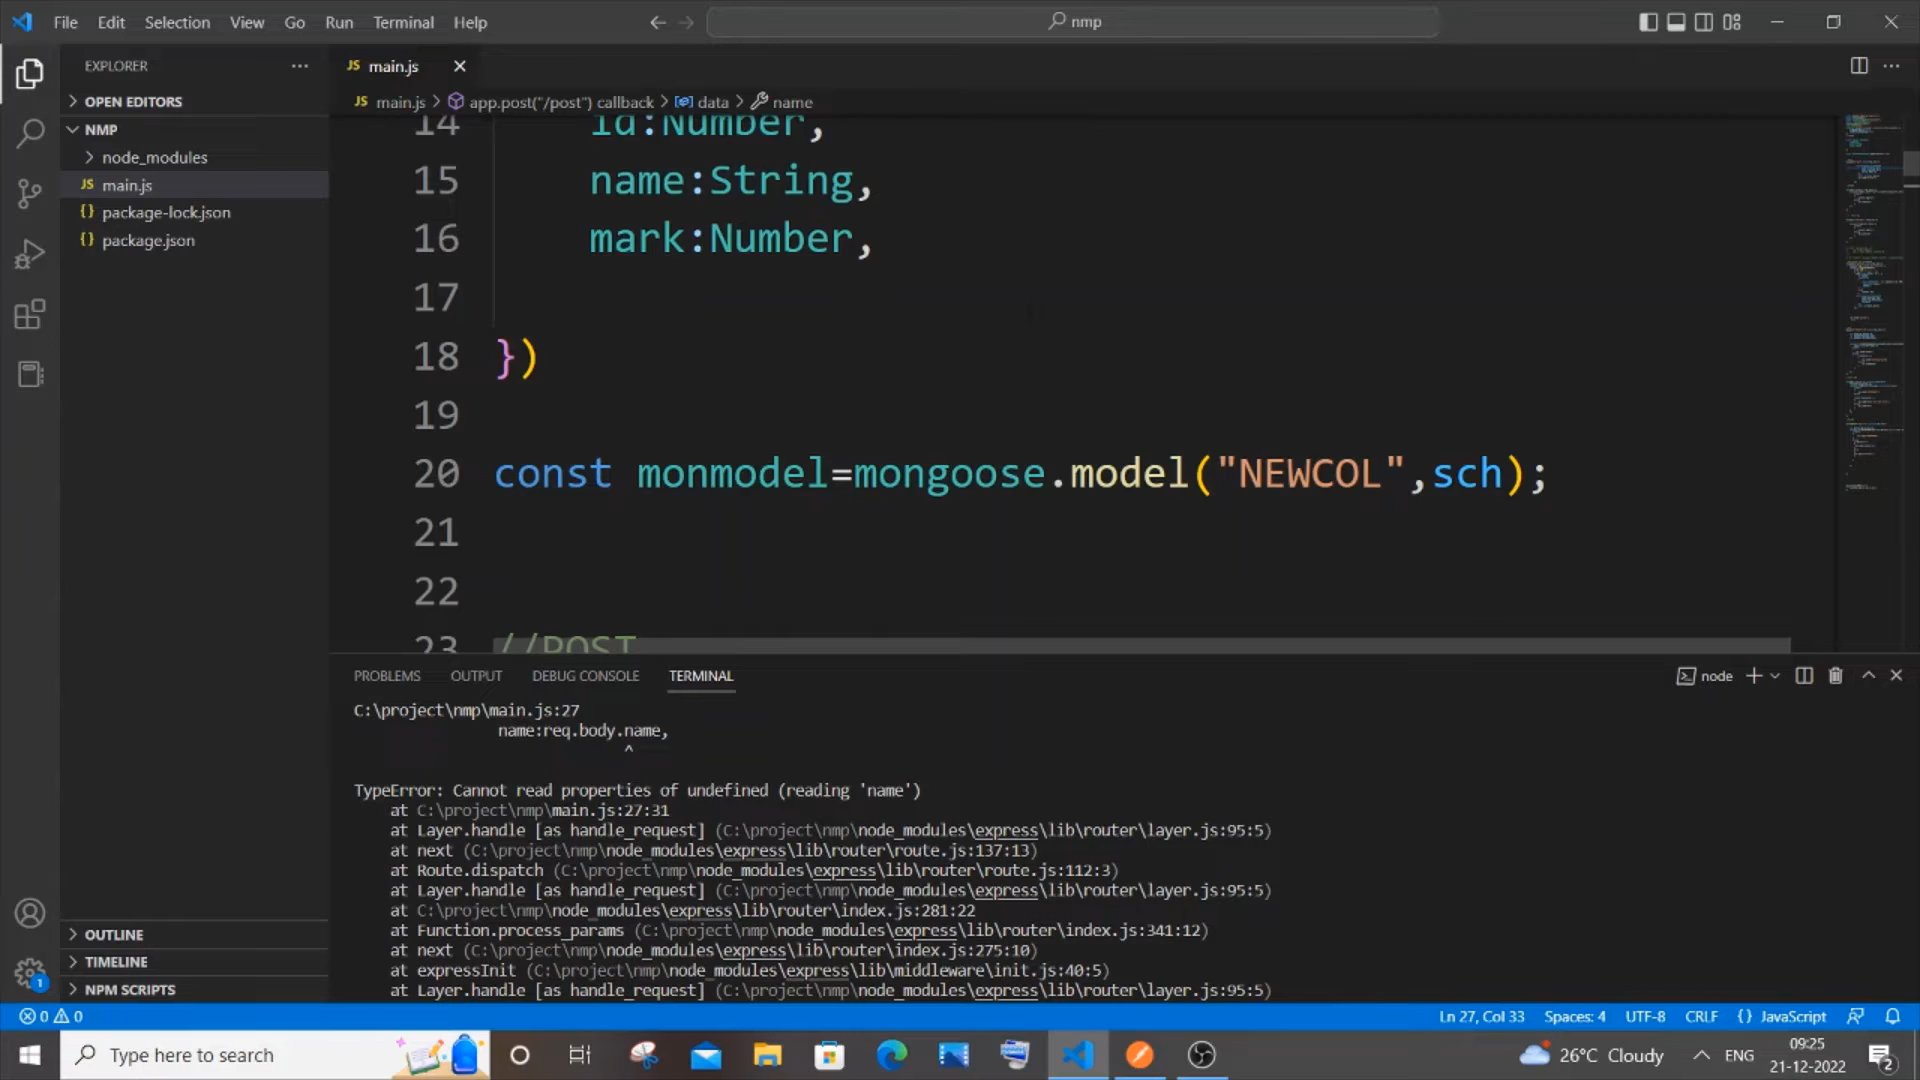 File Edit Selection View Go Run Terminal Help
nmp
EXPLORER
OPEN EDITORS
NMP
node_modules
JS main.js
{} package-lock.json
{} package.json
OUTLINE
TIMELINE
NPM SCRIPTS
JS main.js
JS main.js > app.post("/post") callback > data > name
14 id:Number,
15 name:String,
16 mark:Number,
17
18 })
19
20 const monmodel=mongoose.model("NEWCOL",sch);
21
22
23 //POST
PROBLEMS OUTPUT DEBUG CONSOLE TERMINAL
node
C:\project\nmp\main.js:27
name:req.body.name,
^
TypeError: Cannot read properties of undefined (reading 'name')
at C:\project\nmp\main.js:27:31
at Layer.handle [as handle_request] (C:\project\nmp\node_modules\express\lib\router\layer.js:95:5)
at next (C:\project\nmp\node_modules\express\lib\router\route.js:137:13)
at Route.dispatch (C:\project\nmp\node_modules\express\lib\router\route.js:112:3)
at Layer.handle [as handle_request] (C:\project\nmp\node_modules\express\lib\router\layer.js:95:5)
at C:\project\nmp\node_modules\express\lib\router\index.js:281:22
at Function.process_params (C:\project\nmp\node_modules\express\lib\router\index.js:341:12)
at next (C:\project\nmp\node_modules\express\lib\router\index.js:275:10)
at expressInit (C:\project\nmp\node_modules\express\lib\middleware\init.js:40:5)
at Layer.handle [as handle_request] (C:\project\nmp\node_modules\express\lib\router\layer.js:95:5)
1
0 0
Ln 27, Col 33 Spaces: 4 UTF-8 CRLF {} JavaScript
Type here to search
26°C Cloudy
ENG
09:25
21-12-2022
2